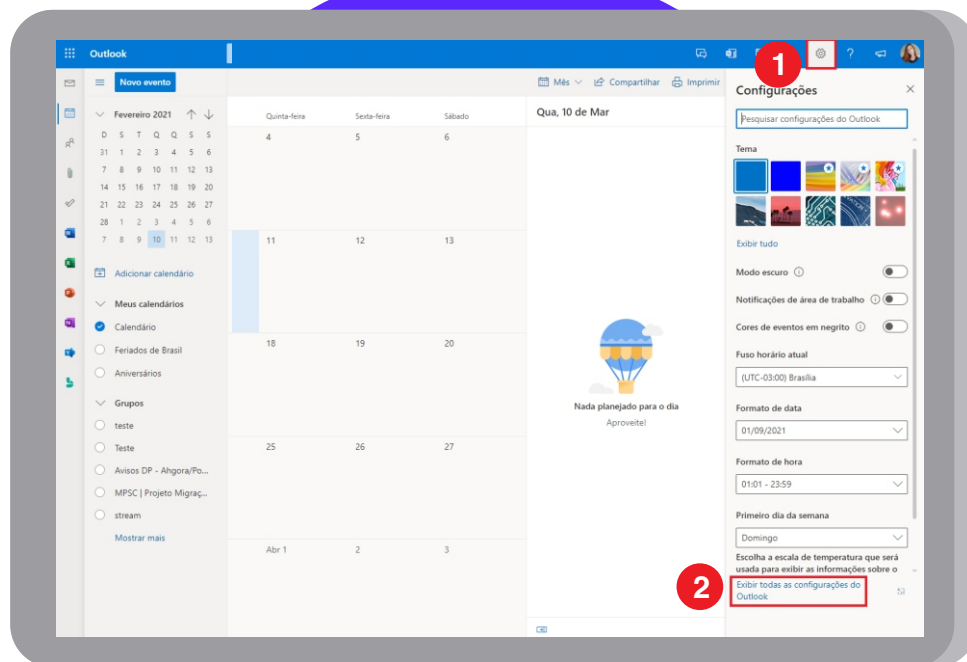 Outlook
1
Novo evento
Mês
Compartilhar
Imprimir
Configurações
Fevereiro 2021
Quinta-feira
Sexta-feira
Sábado
Qua, 10 de Mar
Pesquisar configurações do Outlook
D S T Q Q S S
31 1 2 3 4 5 6
7 8 9 10 11 12 13
14 15 16 17 18 19 20
21 22 23 24 25 26 27
28 1 2 3 4 5 6
7 8 9 10 11 12 13
Adicionar calendário
Meus calendários
Calendário
Feriados de Brasil
Aniversários
Grupos
teste
Teste
Avisos DP - Ahgora/Po...
MPSC | Projeto Migraç...
stream
Mostrar mais
4 5 6
11 12 13
18 19 20
25 26 27
Abr 1 2 3
Nada planejado para o dia
Aproveite!
Tema
Exibir tudo
Modo escuro
Notificações de área de trabalho
Cores de eventos em negrito
Fuso horário atual
(UTC-03:00) Brasília
Formato de data
01/09/2021
Formato de hora
01:01 - 23:59
Primeiro dia da semana
Domingo
Escolha a escala de temperatura que será
usada para exibir as informações sobre o
2
Exibir todas as configurações do
Outlook